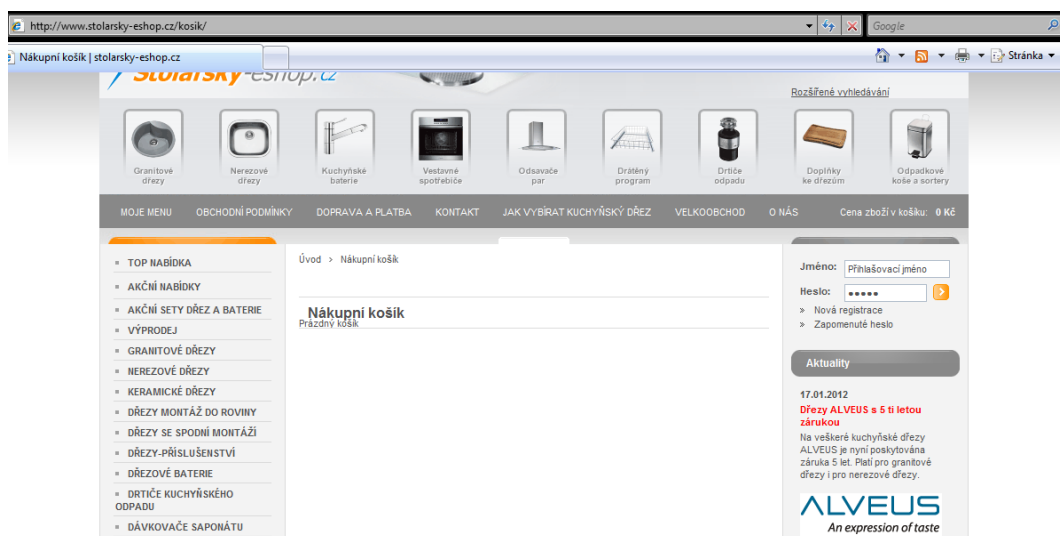 http://www.stolarsky-eshop.cz/kosik/
Google
Nákupní košík | stolarsky-eshop.cz
Stránka
Stolarsky-eshop.cz
Rozšířené vyhledávání
Granitové
dřezy
Nerezové
dřezy
Kuchyňské
baterie
Vestavné
spotřebiče
Odsavače
par
Drátěný
program
Drtiče
odpadu
Doplňky
ke dřezům
Odpadkové
koše a sortery
MOJE MENU OBCHODNÍ PODMÍNKY DOPRAVA A PLATBA KONTAKT JAK VYBÍRAT KUCHYŇSKÝ DŘEZ VELKOOBCHOD O NÁS Cena zboží v košíku: 0 Kč
TOP NABÍDKA
AKČNÍ NABÍDKY
AKČNÍ SETY DŘEZ A BATERIE
VÝPRODEJ
GRANITOVÉ DŘEZY
NEREZOVÉ DŘEZY
KERAMICKÉ DŘEZY
DŘEZY MONTÁŽ DO ROVINY
DŘEZY SE SPODNÍ MONTÁŽÍ
DŘEZY-PŘÍSLUŠENSTVÍ
DŘEZOVÉ BATERIE
DRTIČE KUCHYŇSKÉHO
ODPADU
DÁVKOVAČE SAPONÁTU
Úvod > Nákupní košík
Nákupní košík
Prázdný košík
Jméno: Přihlašovací jméno
Heslo: •••••
» Nová registrace
» Zapomenuté heslo
Aktuality
17.01.2012
Dřezy ALVEUS s 5 ti letou
zárukou
Na veškeré kuchyňské dřezy
ALVEUS je nyní poskytována
záruka 5 let. Platí pro granitové
dřezy i pro nerezové dřezy.
ALVEUS
An expression of taste